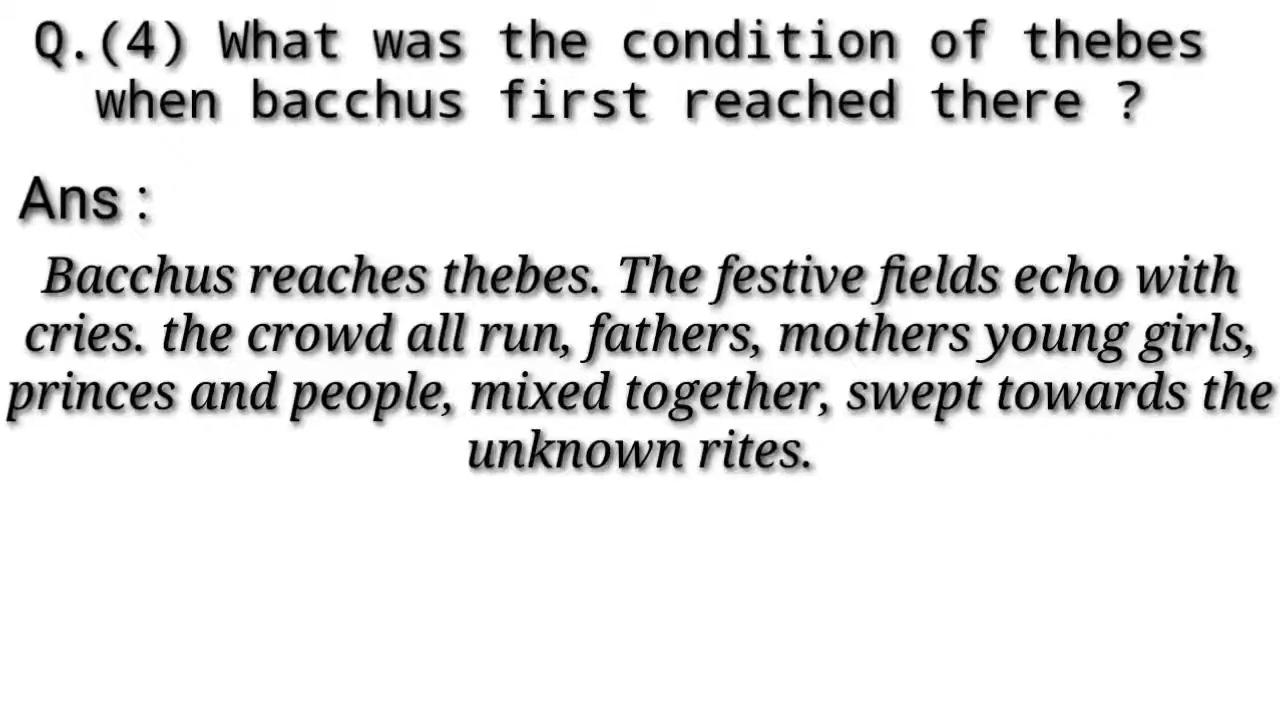 Q.(4) What was the condition of thebes
when bacchus first reached there ?
Ans:
Bacchus reaches thebes. The festive fields echo with
cries. the crowd all run, fathers, mothers young girls,
princes and people, mixed together, swept towards the
unknown rites.